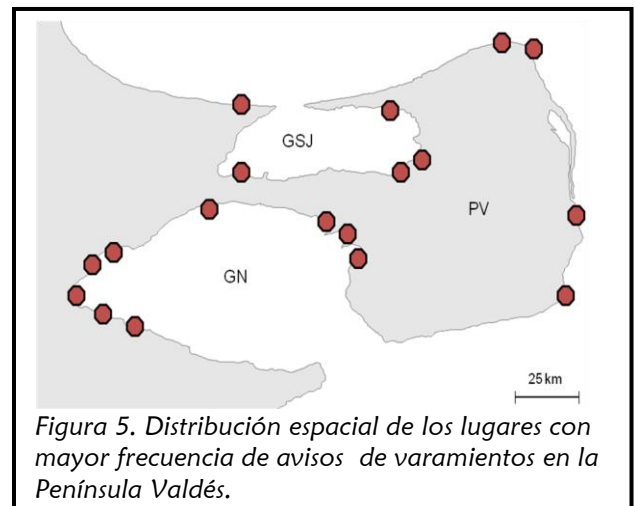 GSJ
PV
GN
25 km
Figura 5. Distribución espacial de los lugares con
mayor frecuencia de avisos de varamientos en la
Península Valdés.